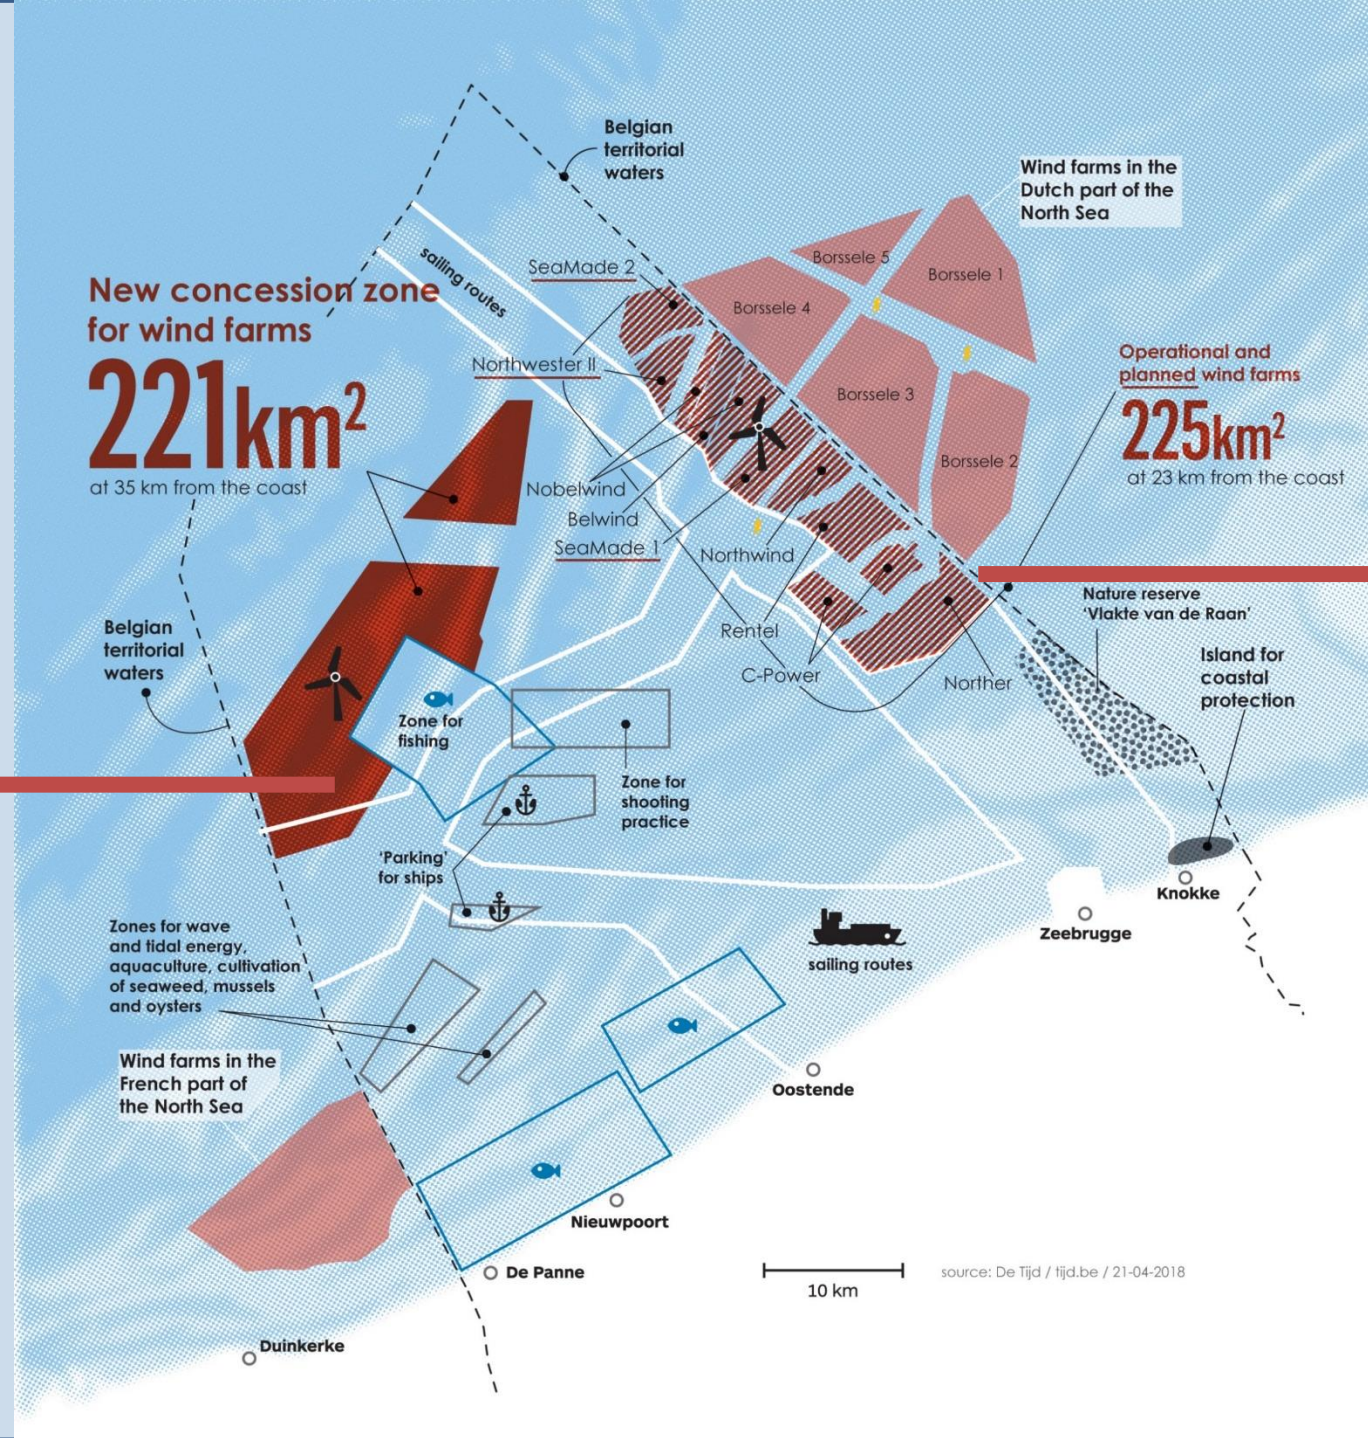 Belgian
territorial
waters
Wind farms in the
Dutch part of the
North Sea
sailing routes
SeaMade 2
Borssele 5
Borssele 1
Borssele 4
New concession zone
for wind farms
221km²
at 35 km from the coast
Northwester II
Borssele 3
Operational and
planned wind farms
225km²
at 23 km from the coast
Borssele 2
Nobelwind
Belwind
SeaMade 1
Northwind
Nature reserve
'Vlakte van de Raan'
Rentel
C-Power
Norther
Island for
coastal
protection
Belgian
territorial
waters
Zone for
fishing
Zone for
shooting
practice
'Parking'
for ships
Knokke
Zeebrugge
sailing routes
Zones for wave
and tidal energy,
aquaculture, cultivation
of seaweed, mussels
and oysters
Wind farms in the
French part of
the North Sea
Oostende
Nieuwpoort
De Panne
10 km
source: De Tijd / tijd.be / 21-04-2018
Duinkerke